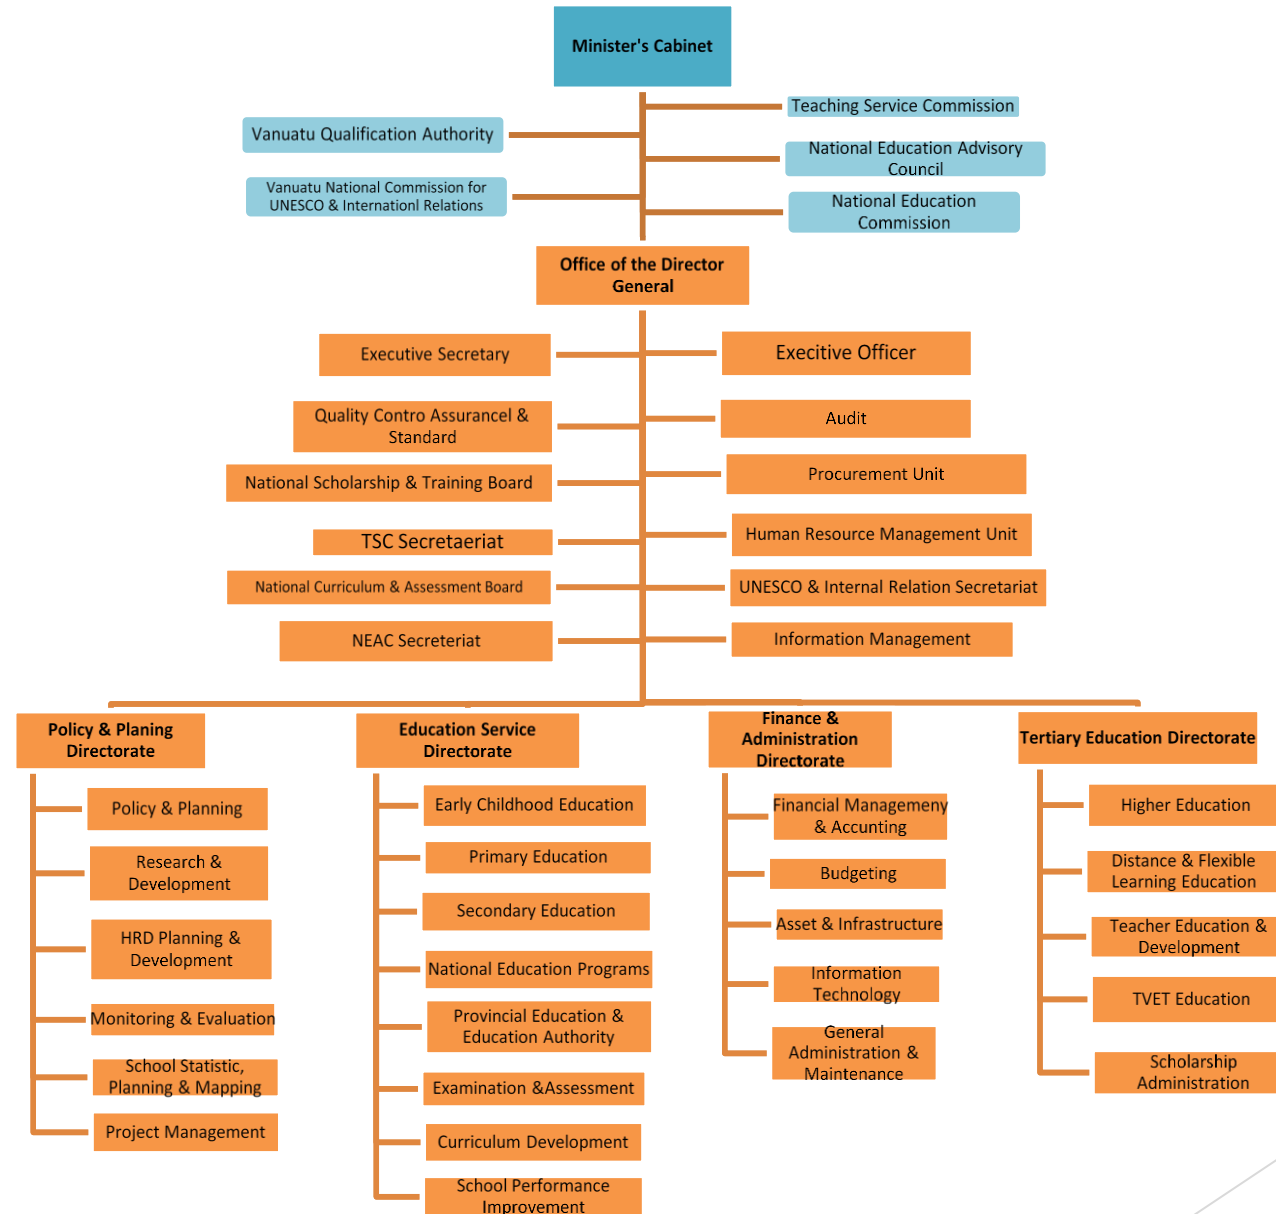 Minister's Cabinet
Teaching Service Commission
Vanuatu Qualification Authority
National Education Advisory
Council
Vanuatu National Commission for
UNESCO & Internationl Relations
National Education
Commission
Office of the Director
General
Executive Secretary
Execitive Officer
Quality Contro Assurancel &
Standard
Audit
National Scholarship & Training Board
Procurement Unit
TSC Secretaeriat
Human Resource Management Unit
National Curriculum & Assessment Board
UNESCO & Internal Relation Secretariat
NEAC Secreteriat
Information Management
Policy & Planing
Directorate
Policy & Planning
Research &
Development
HRD Planning &
Development
Monitoring & Evaluation
School Statistic,
Planning & Mapping
Project Management
Education Service
Directorate
Early Childhood Education
Primary Education
Secondary Education
National Education Programs
Provincial Education &
Education Authority
Examination &Assessment
Curriculum Development
School Performance
Improvement
Finance &
Administration
Directorate
Financial Managemeny
& Accunting
Budgeting
Asset & Infrastructure
Information
Technology
General
Administration &
Maintenance
Tertiary Education Directorate
Higher Education
Distance & Flexible
Learning Education
Teacher Education &
Development
TVET Education
Scholarship
Administration